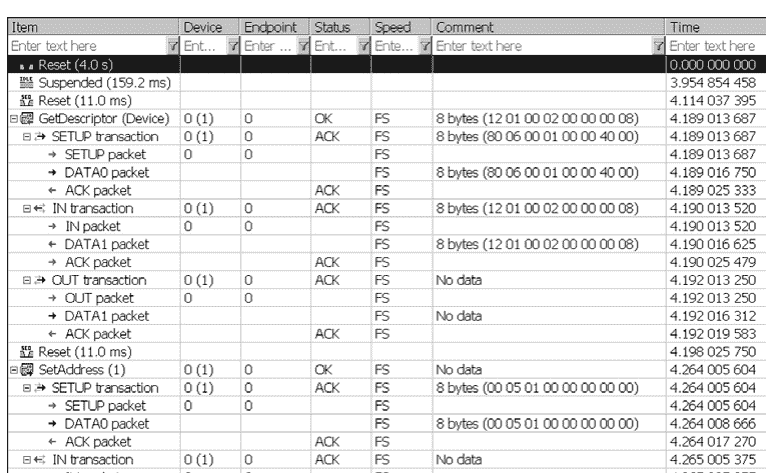 Item Device Endpoint Status Speed Comment Time
Enter text here Ent... Enter ... Ent... Ente... Enter text here Enter text here
Reset (4.0 s) 0.000 000 000
Suspended (159.2 ms) 3.954 854 458
Reset (11.0 ms) 4.114 037 395
GetDescriptor (Device) 0 (1) 0 OK FS 8 bytes (12 01 00 02 00 00 00 08) 4.189 013 687
SETUP transaction 0 (1) 0 ACK FS 8 bytes (80 06 00 01 00 00 40 00) 4.189 013 687
SETUP packet 0 0 FS 4.189 013 687
DATA0 packet FS 8 bytes (80 06 00 01 00 00 40 00) 4.189 016 750
ACK packet ACK FS 4.189 025 333
IN transaction 0 (1) 0 ACK FS 8 bytes (12 01 00 02 00 00 00 08) 4.190 013 520
IN packet 0 0 FS 4.190 013 520
DATA1 packet FS 8 bytes (12 01 00 02 00 00 00 08) 4.190 016 625
ACK packet ACK FS 4.190 025 479
OUT transaction 0 (1) 0 ACK FS No data 4.192 013 250
OUT packet 0 0 FS 4.192 013 250
DATA1 packet FS No data 4.192 016 312
ACK packet ACK FS 4.192 019 583
Reset (11.0 ms) 4.198 025 750
SetAddress (1) 0 (1) 0 OK FS No data 4.264 005 604
SETUP transaction 0 (1) 0 ACK FS 8 bytes (00 05 01 00 00 00 00 00) 4.264 005 604
SETUP packet 0 0 FS 4.264 005 604
DATA0 packet FS 8 bytes (00 05 01 00 00 00 00 00) 4.264 008 666
ACK packet ACK FS 4.264 017 270
IN transaction 0 (1) 0 ACK FS No data 4.265 005 375